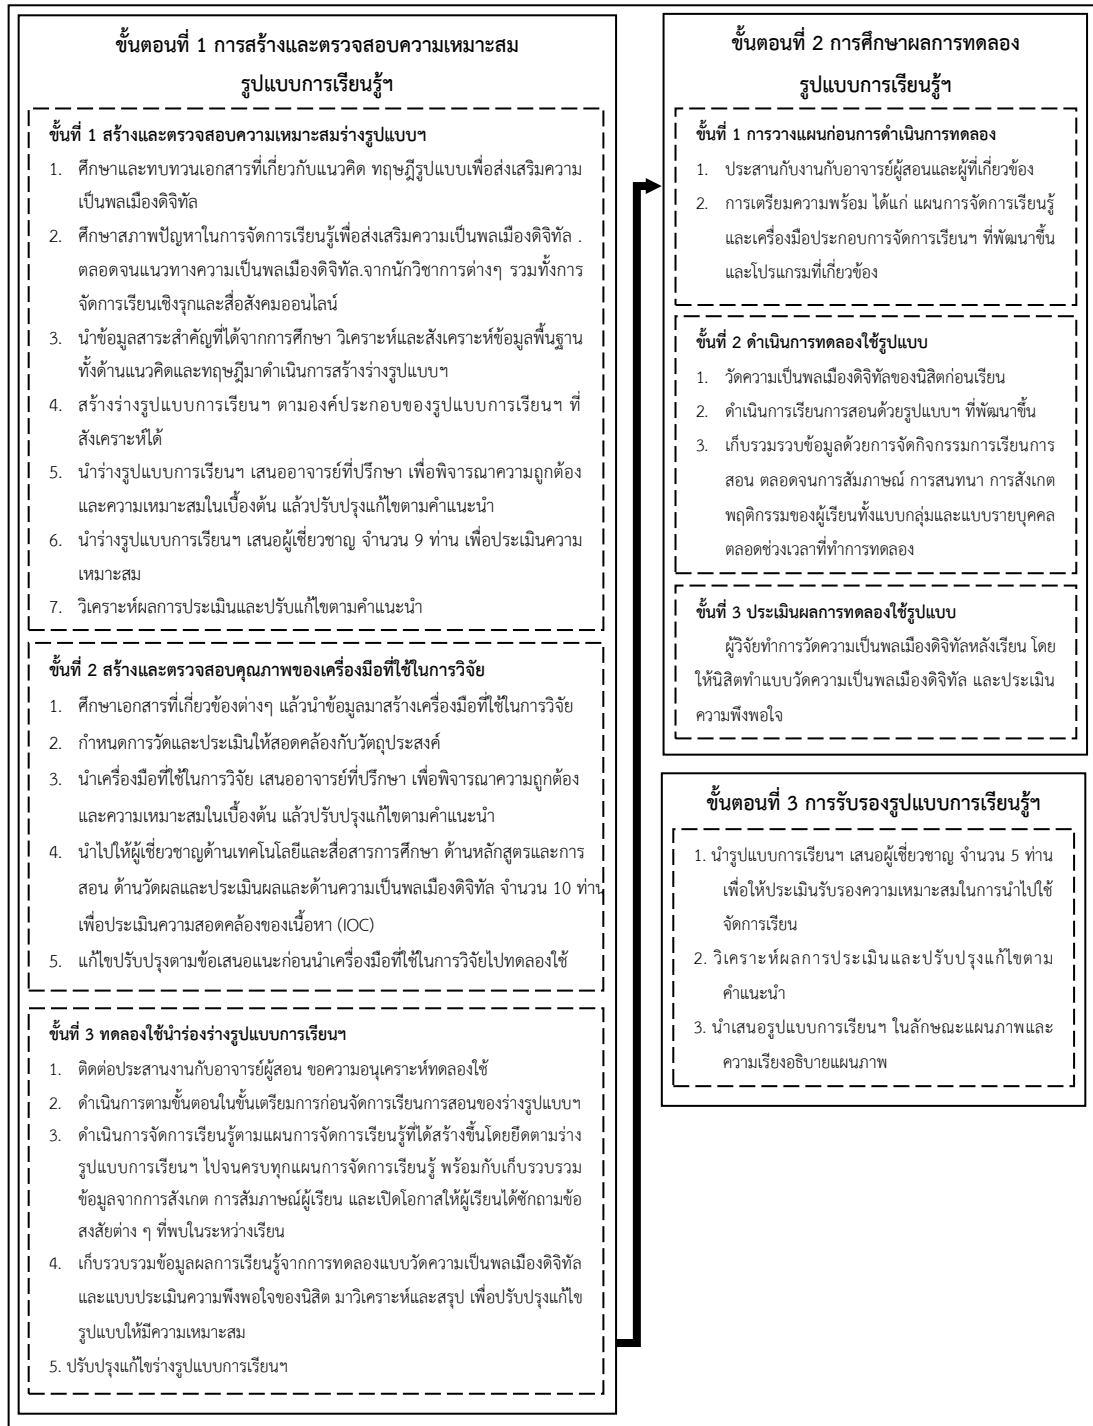 ขั้นตอนที่ 1 การสร้างและตรวจสอบความเหมาะสม
รูปแบบการเรียนรู้ฯ
ขั้นที่ 1 สร้างและตรวจสอบความเหมาะสมร่างรูปแบบฯ
1. ศึกษาและทบทวนเอกสารที่เกี่ยวกับแนวคิด ทฤษฎีรูปแบบเพื่อส่งเสริมความ
เป็นพลเมืองดิจิทัล
2. ศึกษาสภาพปัญหาในการจัดการเรียนรู้เพื่อส่งเสริมความเป็นพลเมืองดิจิทัล .
ตลอดจนแนวทางความเป็นพลเมืองดิจิทัล.จากนักวิชาการต่างๆ รวมทั้งการ
จัดการเรียนเชิงรุกและสื่อสังคมออนไลน์
3. นำข้อมูลสาระสำคัญที่ได้จากการศึกษา วิเคราะห์และสังเคราะห์ข้อมูลพื้นฐาน
ทั้งด้านแนวคิดและทฤษฎีมาดำเนินการสร้างร่างรูปแบบฯ
4. สร้างร่างรูปแบบการเรียนฯ ตามองค์ประกอบของรูปแบบการเรียนฯ ที่
สังเคราะห์ได้
5. นำร่างรูปแบบการเรียนฯ เสนออาจารย์ที่ปรึกษา เพื่อพิจารณาความถูกต้อง
และความเหมาะสมในเบื้องต้น แล้วปรับปรุงแก้ไขตามคำแนะนำ
6. นำร่างรูปแบบการเรียนฯ เสนอผู้เชี่ยวชาญ จำนวน 9 ท่าน เพื่อประเมินความ
เหมาะสม
7. วิเคราะห์ผลการประเมินและปรับแก้ไขตามคำแนะนำ
ขั้นที่ 2 สร้างและตรวจสอบคุณภาพของเครื่องมือที่ใช้ในการวิจัย
1. ศึกษาเอกสารที่เกี่ยวข้องต่างๆ แล้วนำข้อมูลมาสร้างเครื่องมือที่ใช้ในการวิจัย
2. กำหนดการวัดและประเมินให้สอดคล้องกับวัตถุประสงค์
3. นำเครื่องมือที่ใช้ในการวิจัย เสนออาจารย์ที่ปรึกษา เพื่อพิจารณาความถูกต้อง
และความเหมาะสมในเบื้องต้น แล้วปรับปรุงแก้ไขตามคำแนะนำ
4. นำไปให้ผู้เชี่ยวชาญด้านเทคโนโลยีและสื่อสารการศึกษา ด้านหลักสูตรและการ
สอน ด้านวัดผลและประเมินผลและด้านความเป็นพลเมืองดิจิทัล จำนวน 10 ท่าน
เพื่อประเมินความสอดคล้องของเนื้อหา (IOC)
5. แก้ไขปรับปรุงตามข้อเสนอแนะก่อนนำเครื่องมือที่ใช้ในการวิจัยไปทดลองใช้
ขั้นที่ 3 ทดลองใช้นำร่องร่างรูปแบบการเรียนฯ
1. ติดต่อประสานงานกับอาจารย์ผู้สอน ขอความอนุเคราะห์ทดลองใช้
2. ดำเนินการตามขั้นตอนในขั้นเตรียมการก่อนจัดการเรียนการสอนของร่างรูปแบบฯ
3. ดำเนินการจัดการเรียนรู้ตามแผนการจัดการเรียนรู้ที่ได้สร้างขึ้นโดยยึดตามร่าง
รูปแบบการเรียนฯ ไปจนครบทุกแผนการจัดการเรียนรู้ พร้อมกับเก็บรวบรวม
ข้อมูลจากการสังเกต การสัมภาษณ์ผู้เรียน และเปิดโอกาสให้ผู้เรียนได้ซักถามข้อ
สงสัยต่าง ๆ ที่พบในระหว่างเรียน
4. เก็บรวบรวมข้อมูลผลการเรียนรู้จากการทดลองแบบวัดความเป็นพลเมืองดิจิทัล
และแบบประเมินความพึงพอใจของนิสิต มาวิเคราะห์และสรุป เพื่อปรับปรุงแก้ไข
รูปแบบให้มีความเหมาะสม
5. ปรับปรุงแก้ไขร่างรูปแบบการเรียนฯ
ขั้นตอนที่ 2 การศึกษาผลการทดลอง
รูปแบบการเรียนรู้ฯ
ขั้นที่ 1 การวางแผนก่อนการดำเนินการทดลอง
1. ประสานกับงานกับอาจารย์ผู้สอนและผู้ที่เกี่ยวข้อง
2. การเตรียมความพร้อม ได้แก่ แผนการจัดการเรียนรู้
และเครื่องมือประกอบการจัดการเรียนฯ ที่พัฒนาขึ้น
และโปรแกรมที่เกี่ยวข้อง
ขั้นที่ 2 ดำเนินการทดลองใช้รูปแบบ
1. วัดความเป็นพลเมืองดิจิทัลของนิสิตก่อนเรียน
2. ดำเนินการเรียนการสอนด้วยรูปแบบฯ ที่พัฒนาขึ้น
3. เก็บรวมรวบข้อมูลด้วยการจัดกิจกรรมการเรียนการ
สอน ตลอดจนการสัมภาษณ์ การสนทนา การสังเกต
พฤติกรรมของผู้เรียนทั้งแบบกลุ่มและแบบรายบุคคล
ตลอดช่วงเวลาที่ทำการทดลอง
ขั้นที่ 3 ประเมินผลการทดลองใช้รูปแบบ
ผู้วิจัยทำการวัดความเป็นพลเมืองดิจิทัลหลังเรียน โดย
ให้นิสิตทำแบบวัดความเป็นพลเมืองดิจิทัล และประเมิน
ความพึงพอใจ
ขั้นตอนที่ 3 การรับรองรูปแบบการเรียนรู้ฯ
1. นำรูปแบบการเรียนฯ เสนอผู้เชี่ยวชาญ จำนวน 5 ท่าน
เพื่อให้ประเมินรับรองความเหมาะสมในการนำไปใช้
จัดการเรียน
2. วิเคราะห์ผลการประเมินและปรับปรุงแก้ไขตาม
คำแนะนำ
3. นำเสนอรูปแบบการเรียนฯ ในลักษณะแผนภาพและ
ความเรียงอธิบายแผนภาพ